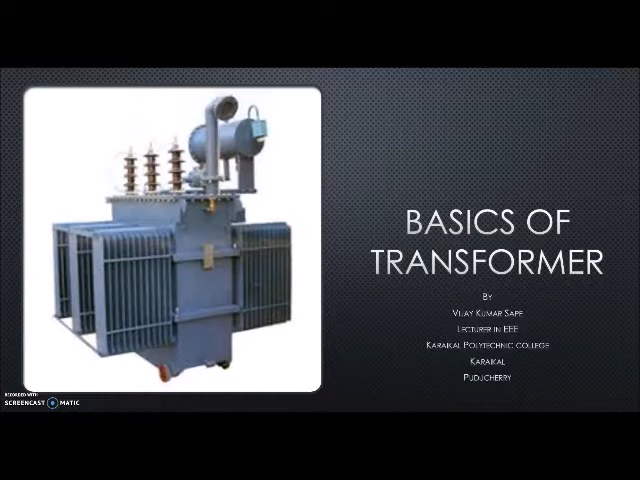 BASICS OF
TRANSFORMER
BY
VIJAY KUMAR SAPE
LECTURER IN EEE
KARAIKAL POLYTECHNIC COLLEGE
KARAIKAL
PUDUCHERRY
RECORDED WITH
SCREENCAST MATIC